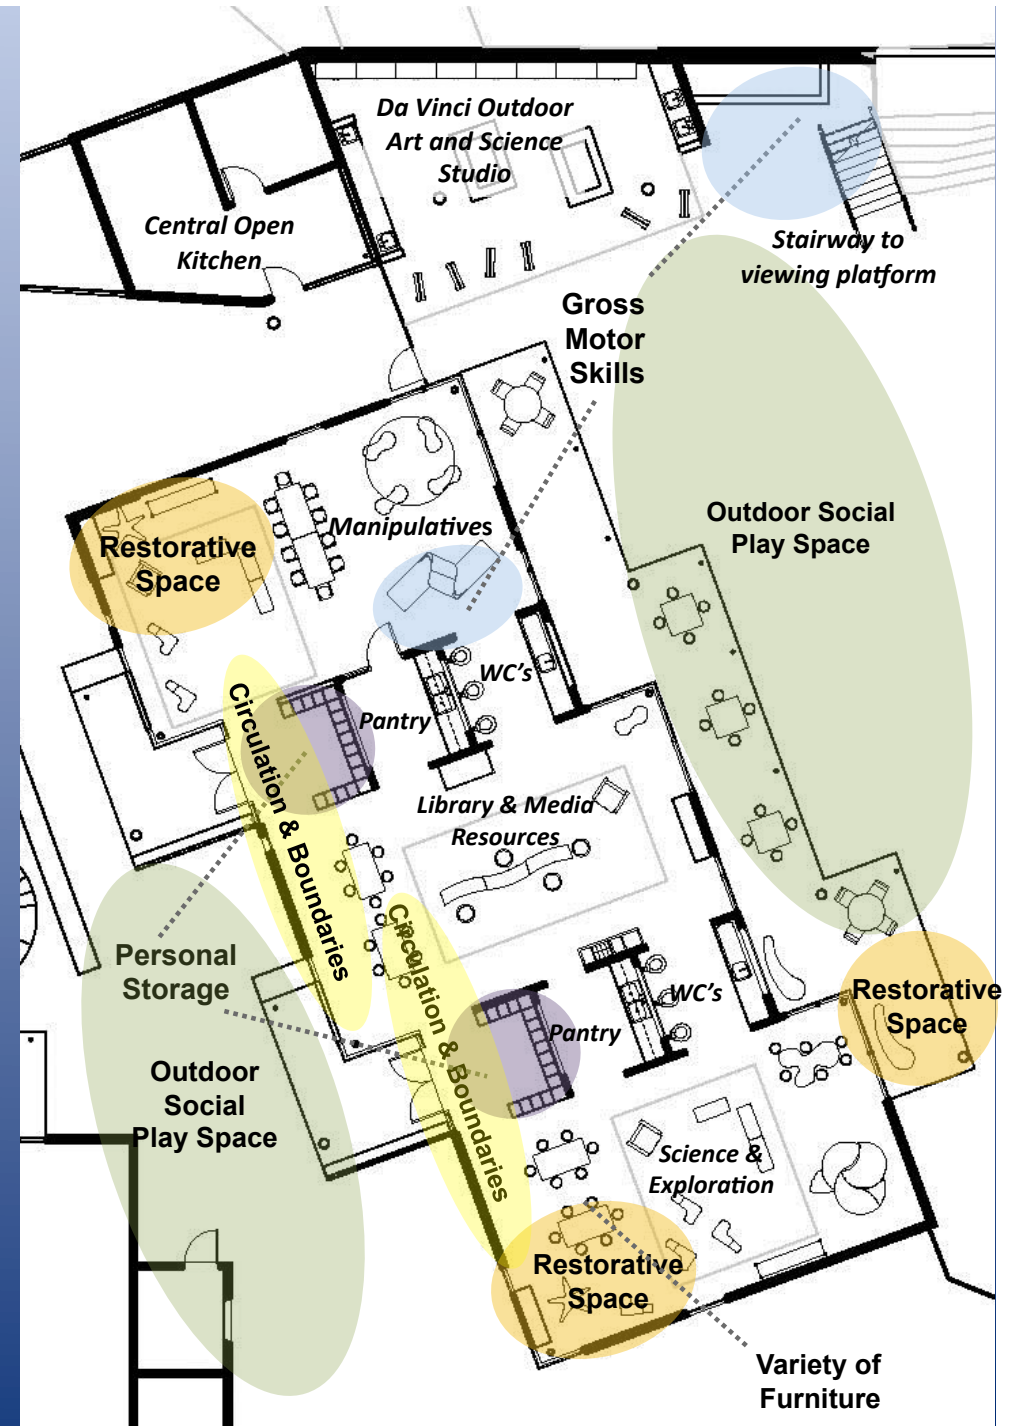 Da Vinci Outdoor
Art and Science
Studio
Central Open
Kitchen
Stairway to
viewing platform
Gross
Motor
Skills
Outdoor Social
Play Space
Manipulatives
Restorative
Space
WC's
Pantry
Circulation & Boundaries
Library & Media
Resources
Circulation & Boundaries
Personal
Storage
WC's
Pantry
Restorative
Space
Outdoor
Social
Play Space
Science &
Exploration
Restorative
Space
Variety of
Furniture